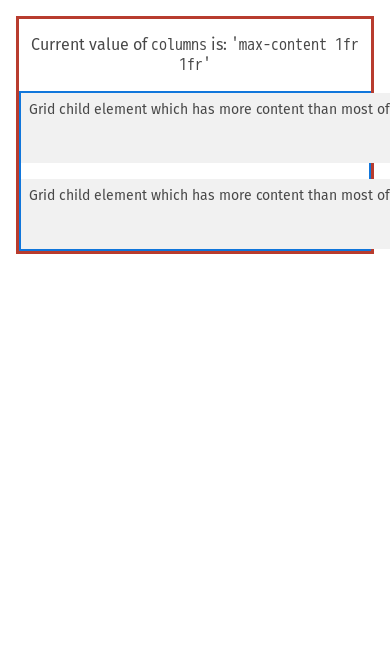 Current value of columns is: 'max-content 1fr
1fr'
Grid child element which has more content than most of
Grid child element which has more content than most of